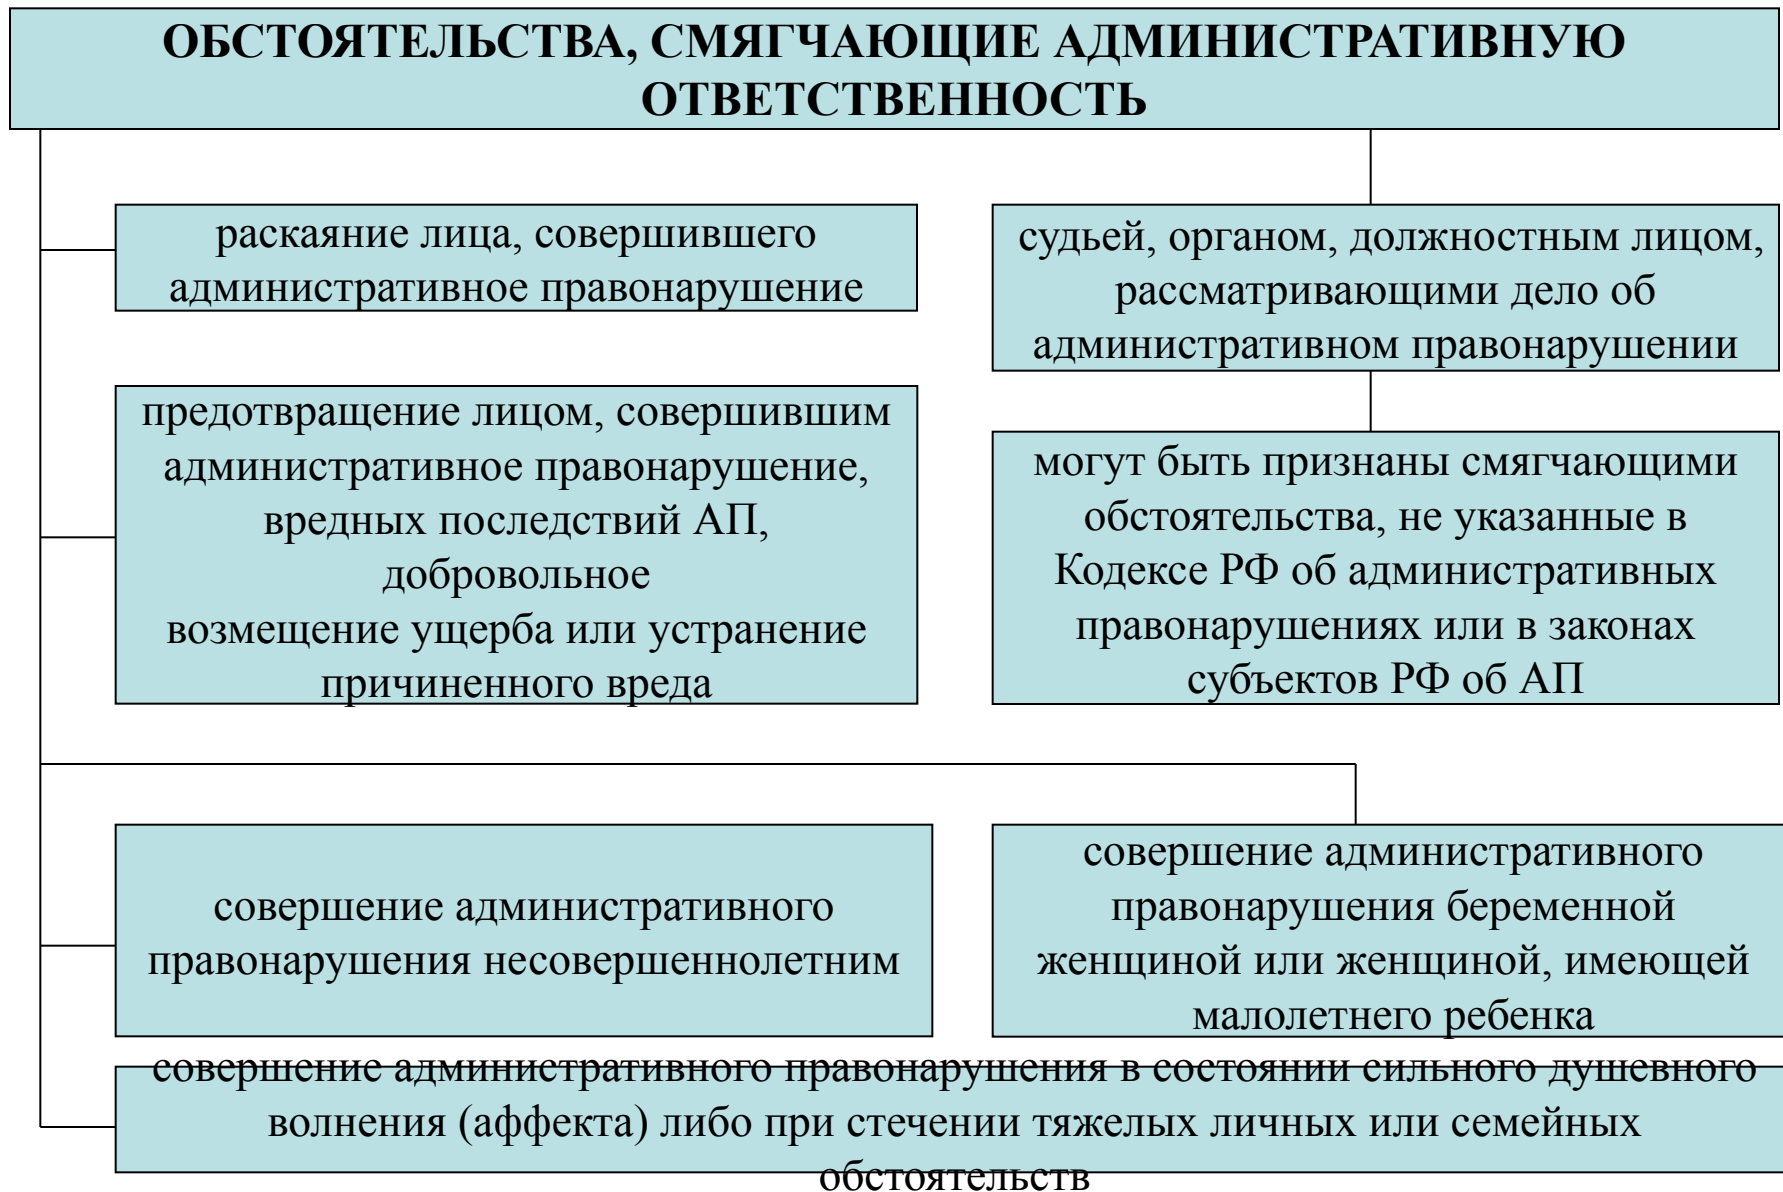 ОБСТОЯТЕЛЬСТВА, СМЯГЧАЮЩИЕ АДМИНИСТРАТИВНУЮ
ОТВЕТСТВЕННОСТЬ
раскаяние лица, совершившего
административное правонарушение
судьей, органом, должностным лицом,
рассматривающими дело об
административном правонарушении
предотвращение лицом, совершившим
административное правонарушение,
вредных последствий АП,
добровольное
возмещение ущерба или устранение
причиненного вреда
могут быть признаны смягчающими
обстоятельства, не указанные в
Кодексе РФ об административных
правонарушениях или в законах
субъектов РФ об АП
совершение административного
правонарушения несовершеннолетним
совершение административного
правонарушения беременной
женщиной или женщиной, имеющей
малолетнего ребенка
совершение административного правонарушения в состоянии сильного душевного
волнения (аффекта) либо при стечении тяжелых личных или семейных
обстоятельств